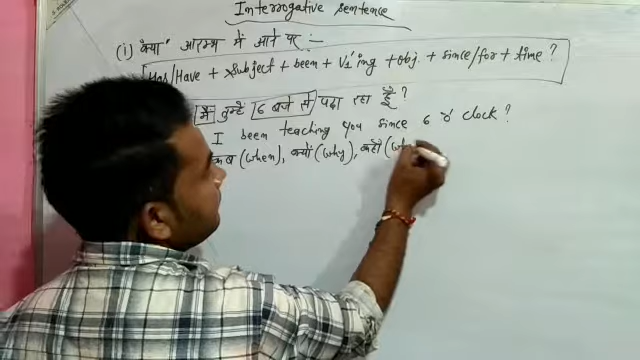 Interrogative Sentence
(i) "क्या" आरम्भ में आने पर :-
Has/Have + Subject + been + V₁ ing + obj. + since/for + time ?
मैं तुम्हें 6 बजे से पढ़ा रहा हूँ ?
I been teaching you since 6 o' clock ?
कब (when), क्यों (why), कहाँ (wh